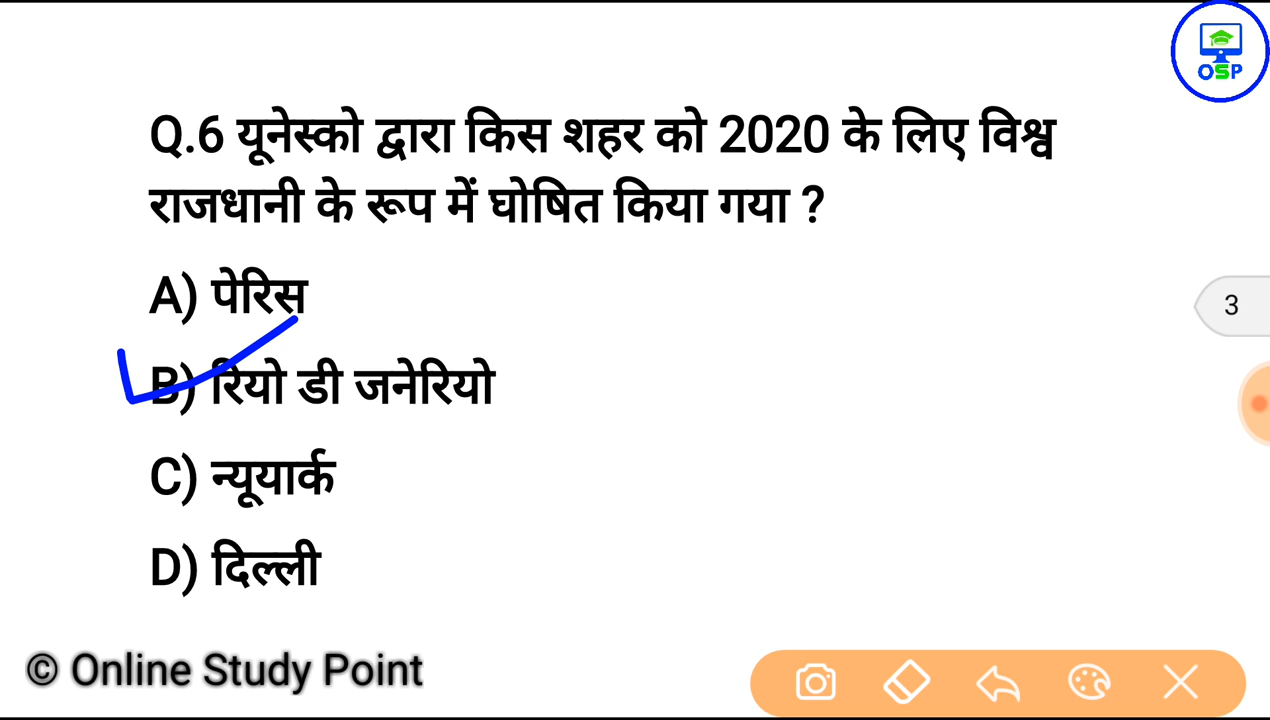 OSP
Q.6 यूनेस्को द्वारा किस शहर को 2020 के लिए विश्व
राजधानी के रूप में घोषित किया गया ?
A) पेरिस
B) रियो डी जनेरियो
C) न्यूयार्क
D) दिल्ली
3
© Online Study Point